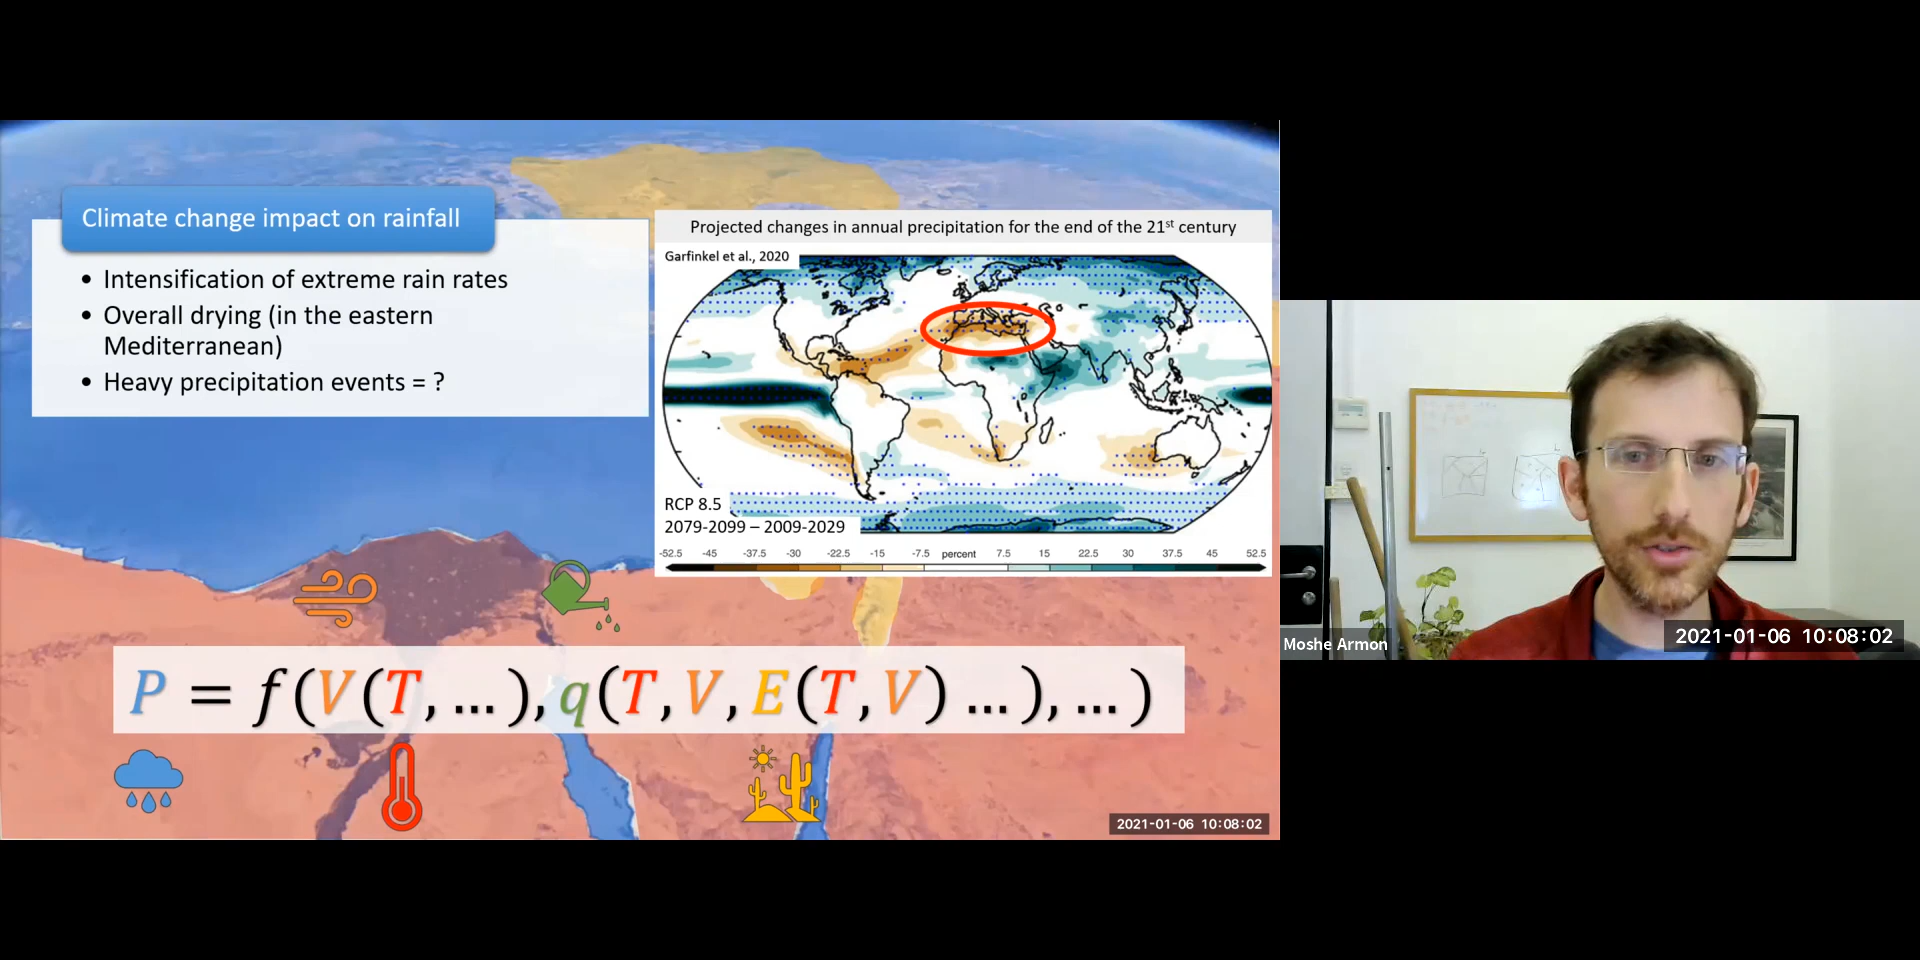 Climate change impact on rainfall
• Intensification of extreme rain rates
• Overall drying (in the eastern
Mediterranean)
• Heavy precipitation events = ?
Projected changes in annual precipitation for the end of the 21st century
Garfinkel et al., 2020
RCP 8.5
2079-2099 – 2009-2029
-52.5 -45 -37.5 -30 -22.5 -15 -7.5 percent 7.5 15 22.5 30 37.5 45 52.5
P = f(V(T, ...), q(T, V, E(T, V) ...), ...)
2021-01-06 10:08:02
Moshe Armon
2021-01-06 10:08:02